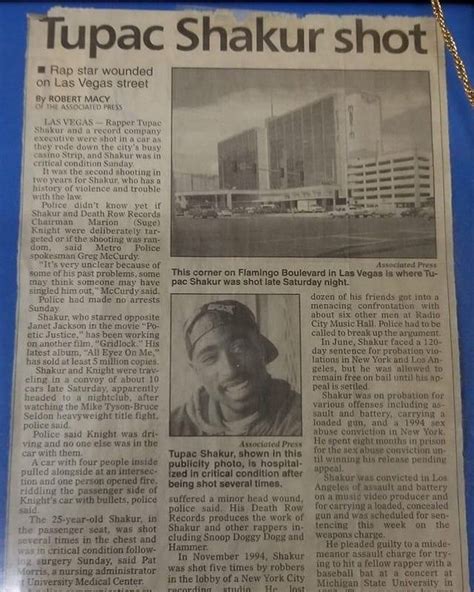 Tupac Shakur shot
■ Rap star wounded
on Las Vegas street
By ROBERT MACY
OF THE ASSOCIATED PRESS
LAS VEGAS — Rapper Tupac
Shakur and a record company
executive were shot in a car as
they rode down the city's busy
casino Strip, and Shakur was in
critical condition Sunday.
It was the second shooting in
two years for Shakur, who has a
history of violence and trouble
with the law.
Police didn't know yet if
Shakur and Death Row Records
Chairman Marion (Suge)
Knight were deliberately tar-
geted or if the shooting was ran-
dom, said Metro Police
spokesman Greg McCurdy.
"It's very unclear because of
some of his past problems, some
may think someone may have
singled him out," McCurdy said.
Police had made no arrests
Sunday.
Shakur, who starred opposite
Janet Jackson in the movie "Po-
etic Justice," has been working
on another film, "Gridlock." His
latest album, "All Eyez On Me,"
has sold at least 5 million copies.
Shakur and Knight were tra-
veling in a convoy of about 10
cars late Saturday, apparently
headed to a nightclub, after
watching the Mike Tyson-Bruce
Seldon heavyweight title fight,
police said.
Police said Knight was dri-
ving and no one else was in the
car with them.
A car with four people inside
pulled alongside at an intersec-
tion and one person opened fire,
riddling the passenger side of
Knight's car with bullets, police
said.
The 25-year-old Shakur, in
the passenger seat, was shot
several times in the chest and
was in critical condition follow-
ing surgery Sunday, said Pat
Morris, a nursing administrator
at University Medical Center.
Associated Press
This corner on Flamingo Boulevard in Las Vegas is where Tu-
pac Shakur was shot late Saturday night.
Associated Press
Tupac Shakur, shown in this
publicity photo, is hospital-
ized in critical condition after
being shot several times.
suffered a minor head wound,
police said. His Death Row
Records produces the work of
Shakur and other rappers in-
cluding Snoop Doggy Dogg and
Hammer.
In November 1994, Shakur
was shot five times by robbers
in the lobby of a New York City
recording studio. He lost
dozen of his friends got into a
menacing confrontation with
about six other men at Radio
City Music Hall. Police had to be
called to break up the argument.
In June, Shakur faced a 120-
day sentence for probation vio-
lations in New York and Los An-
geles, but he was allowed to
remain free on bail until his ap-
peal is settled.
Shakur was on probation for
various offenses including as-
sault and battery, carrying a
loaded gun, and a 1994 sex
abuse conviction in New York.
He spent eight months in prison
for the sex abuse conviction until
winning his release pending
appeal.
Shakur was convicted in Los
Angeles of assault and battery
on a music video producer and
for carrying a loaded, concealed
gun and was scheduled for sen-
tencing this week on the
weapons charge.
He pleaded guilty to a misde-
meanor assault charge for try-
ing to hit a fellow rapper with a
baseball bat at a concert at
Michigan State University in